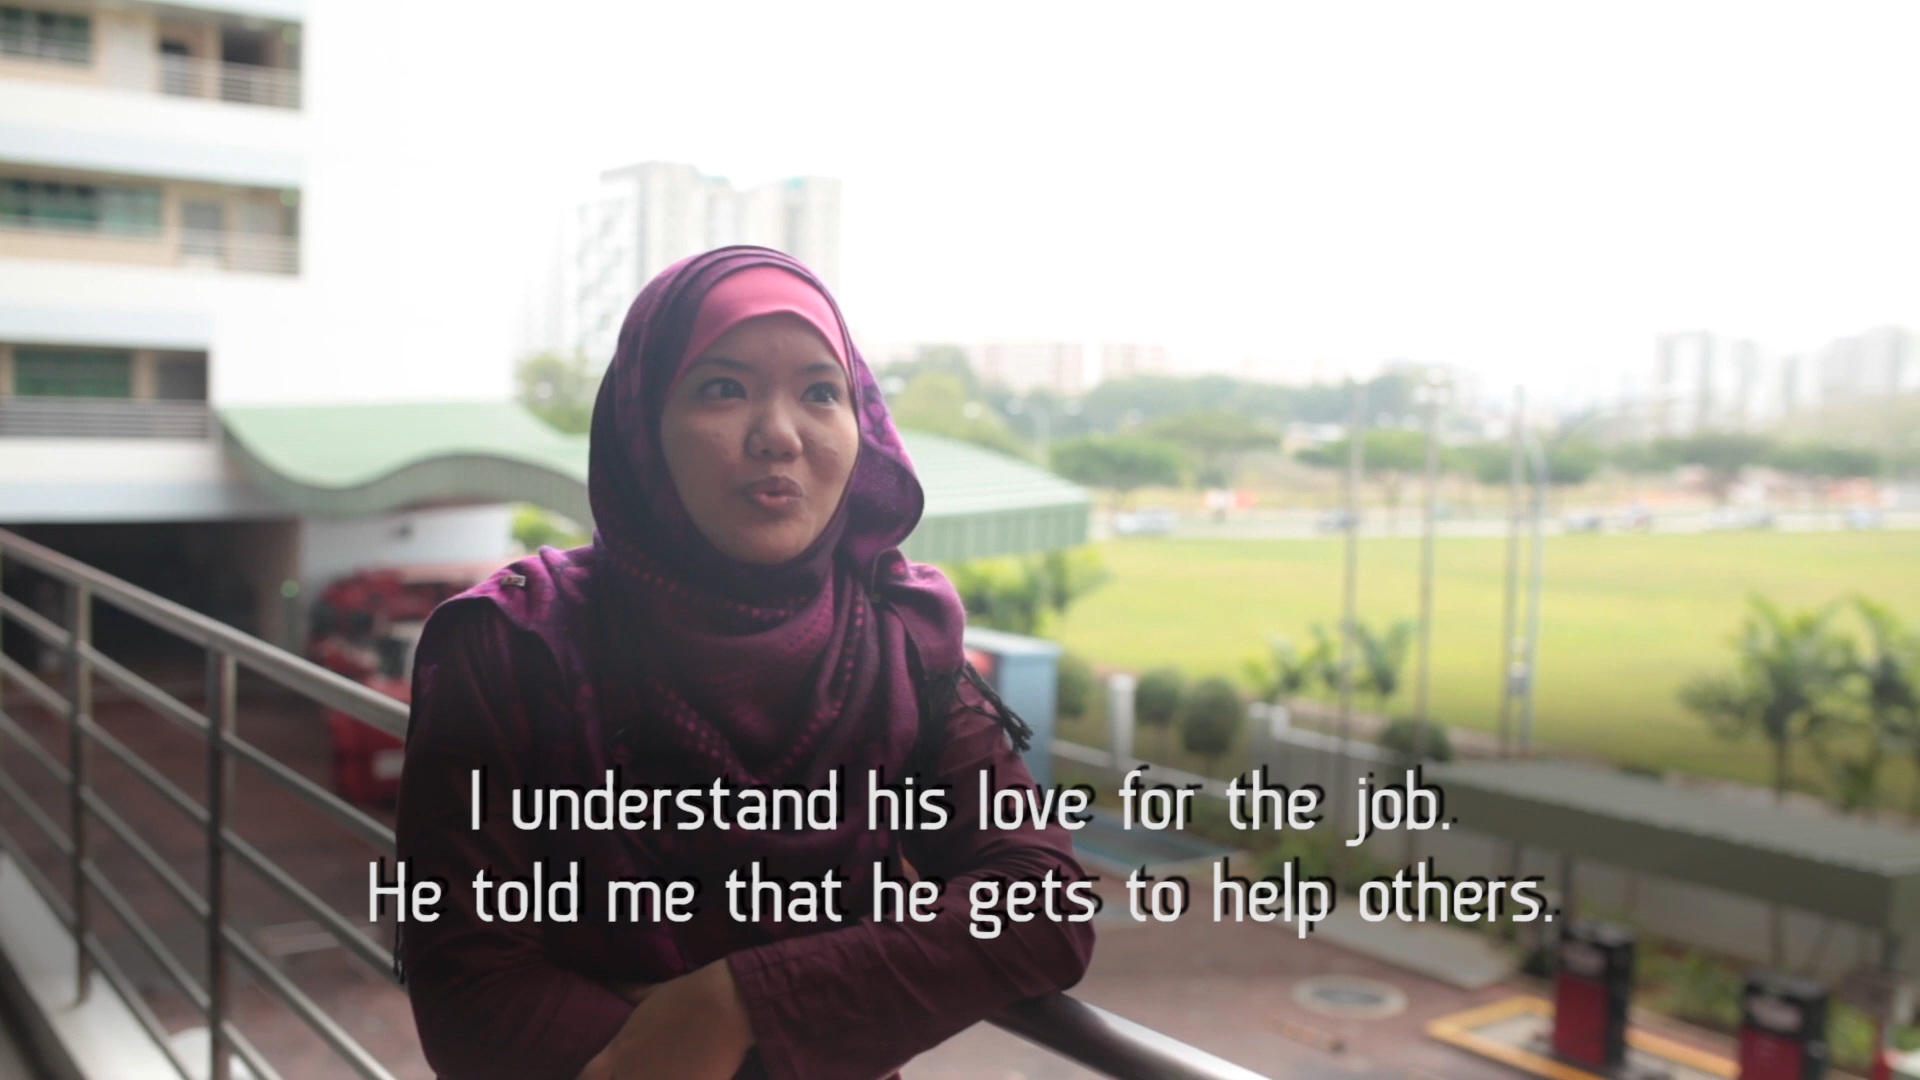 I understand his love for the job.
He told me that he gets to help others.